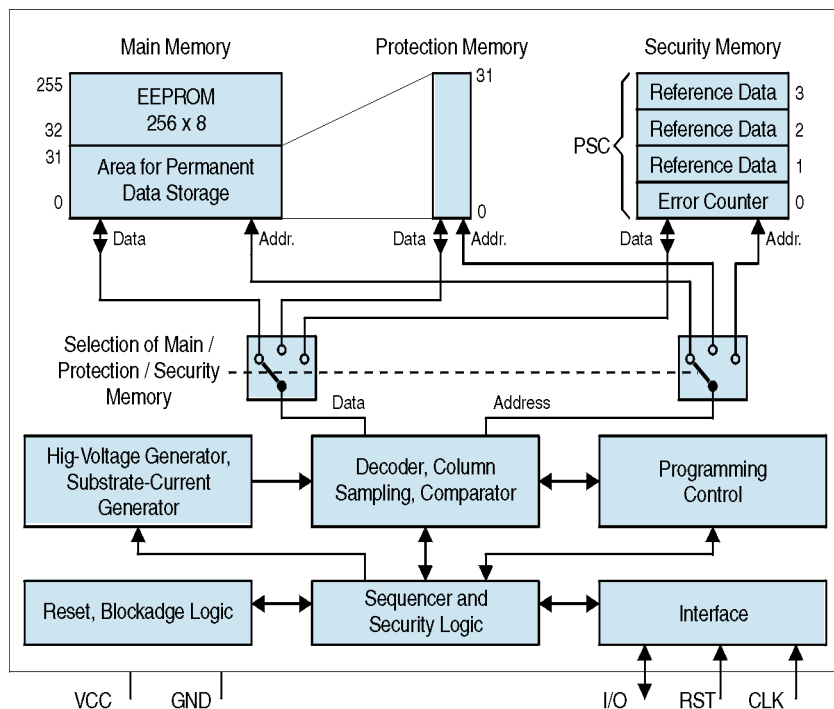 Main Memory
Protection Memory
Security Memory
255
EEPROM
256 x 8
32
31
Area for Permanent
Data Storage
0
31
0
PSC
Reference Data
3
Reference Data
2
Reference Data
1
Error Counter
0
Data
Addr.
Data
Addr.
Data
Addr.
Selection of Main /
Protection / Security
Memory
Data
Address
Hig-Voltage Generator,
Substrate-Current
Generator
Decoder, Column
Sampling, Comparator
Programming
Control
Reset, Blockadge Logic
Sequencer and
Security Logic
Interface
VCC
GND
I/O
RST
CLK